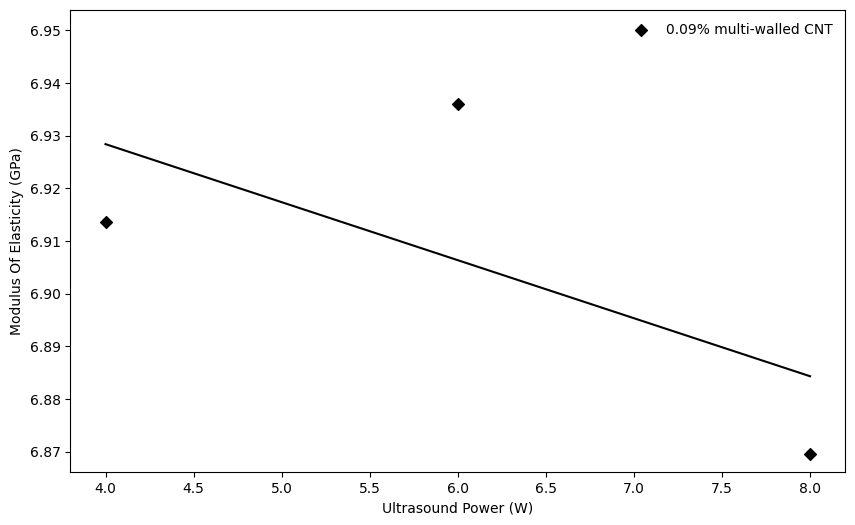 6.95
6.94
6.93
6.92
6.91
6.90
6.89
6.88
6.87
Modulus Of Elasticity (GPa)
0.09% multi-walled CNT
4.0 4.5 5.0 5.5 6.0 6.5 7.0 7.5 8.0
Ultrasound Power (W)